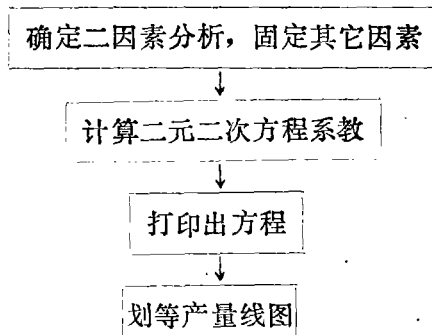 确定二因素分析，固定其它因素
计算二元二次方程系教
打印出方程
划等产量线图